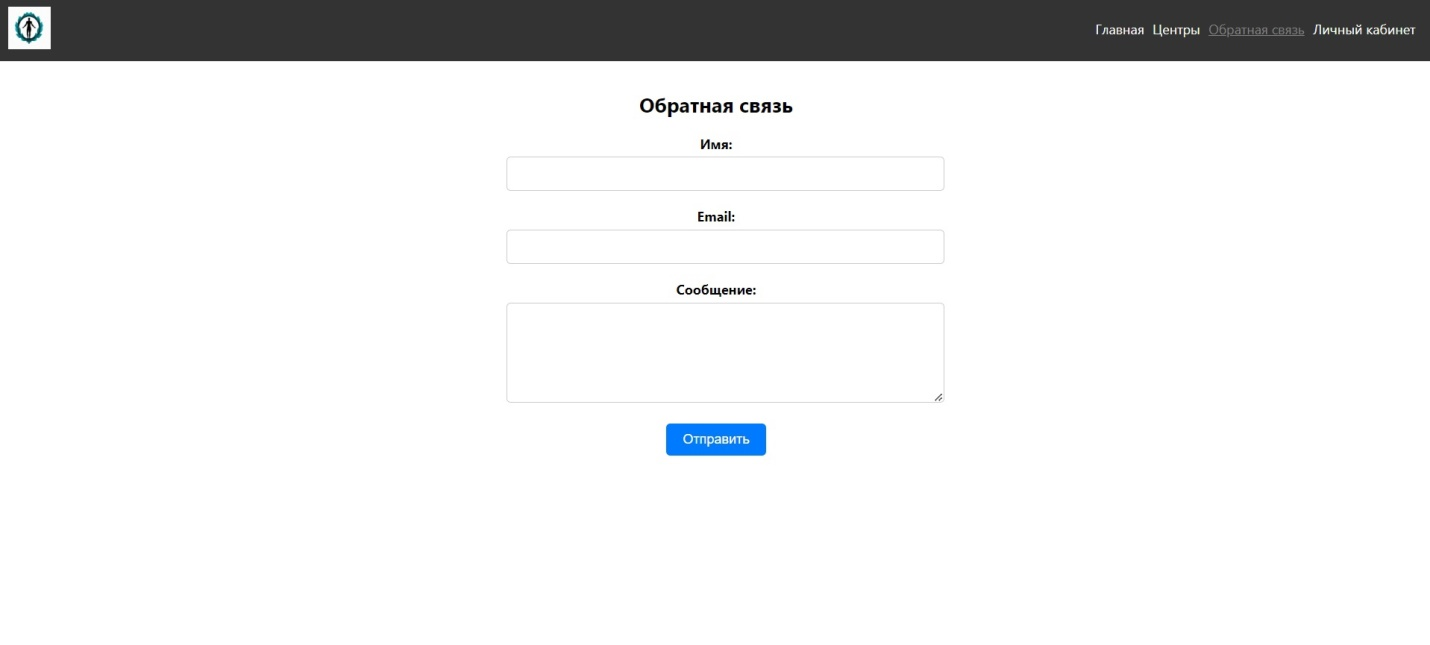 Главная Центры Обратная связь Личный кабинет
Обратная связь
Имя:
Email:
Сообщение:
Отправить